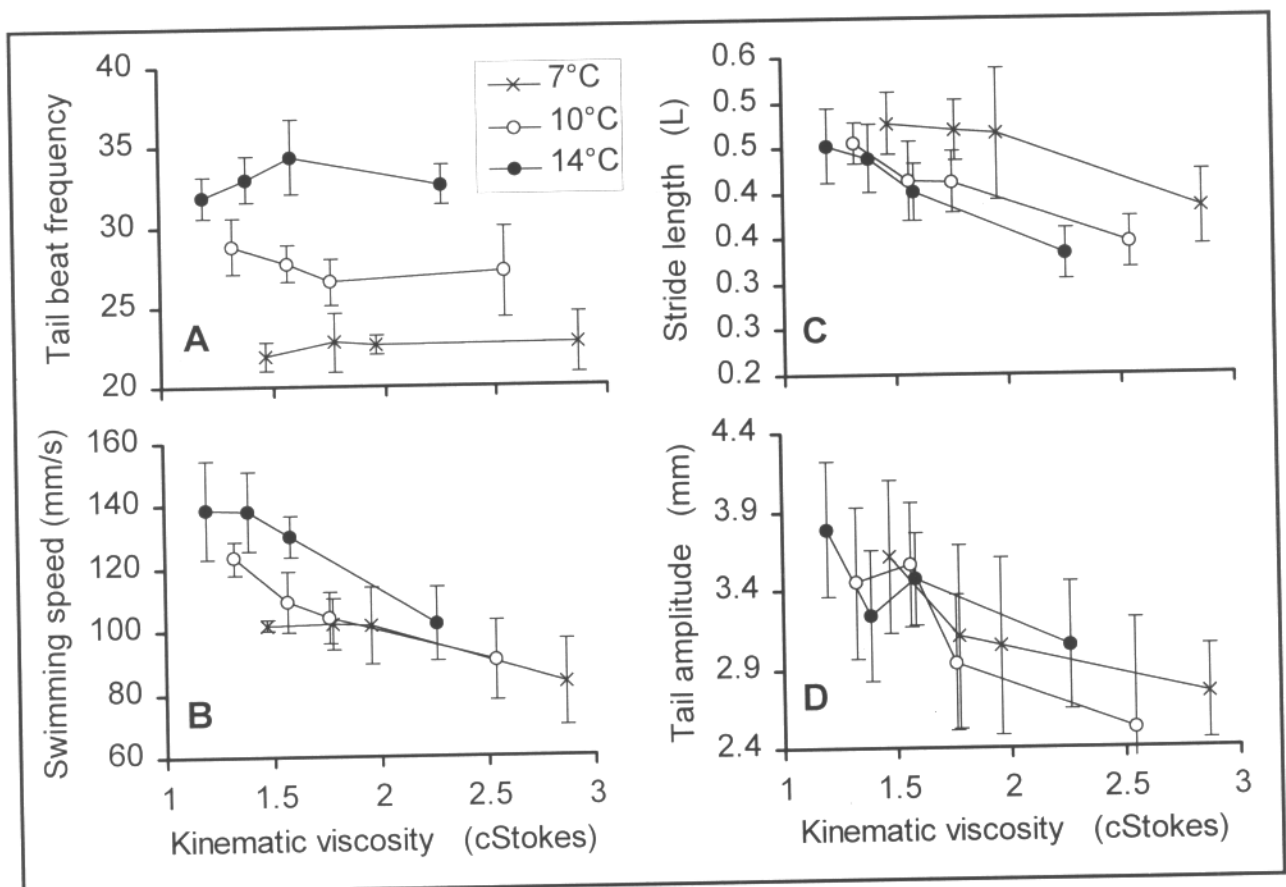 Tail beat frequency
40
35
30
25
20
A
7°C
10°C
14°C
Stride length (L)
0.6
0.5
0.5
0.4
0.4
0.3
0.3
0.2
C
Swimming speed (mm/s)
160
140
120
100
80
60
B
1 1.5 2 2.5 3
Kinematic viscosity (cStokes)
Tail amplitude (mm)
4.4
3.9
3.4
2.9
2.4
D
1 1.5 2 2.5 3
Kinematic viscosity (cStokes)